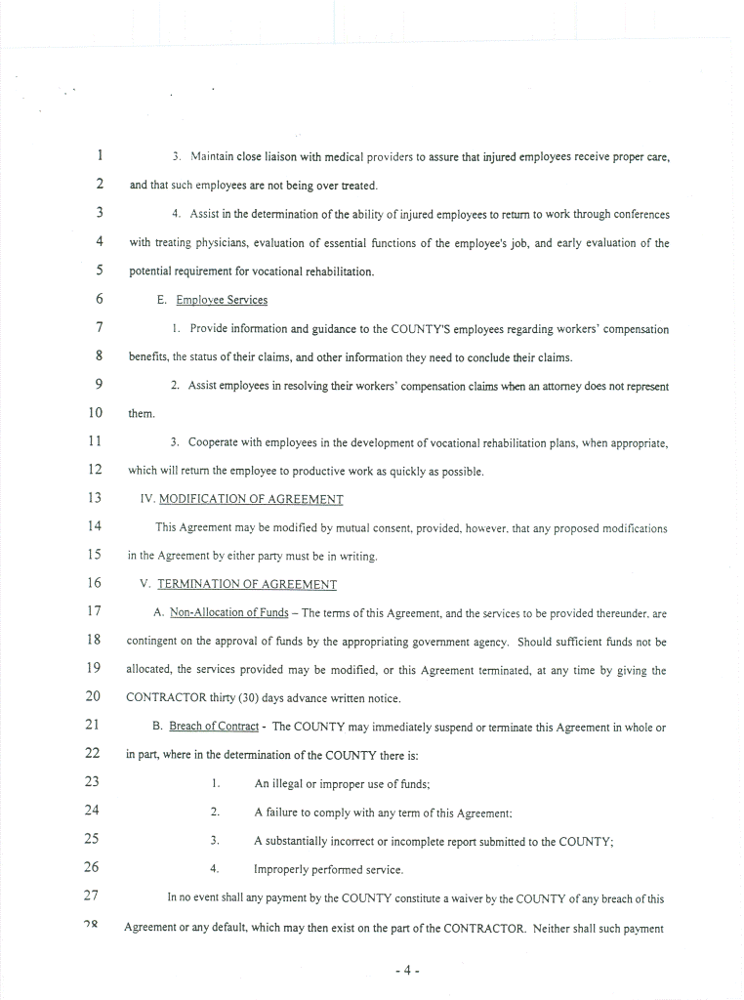 1 3. Maintain close liaison with medical providers to assure that injured employees receive proper care,
2 and that such employees are not being over treated.
3 4. Assist in the determination of the ability of injured employees to return to work through conferences
4 with treating physicians, evaluation of essential functions of the employee's job, and early evaluation of the
5 potential requirement for vocational rehabilitation.
6 E. Employee Services
7 1. Provide information and guidance to the COUNTY'S employees regarding workers' compensation
8 benefits, the status of their claims, and other information they need to conclude their claims.
9 2. Assist employees in resolving their workers' compensation claims when an attorney does not represent
10 them.
11 3. Cooperate with employees in the development of vocational rehabilitation plans, when appropriate,
12 which will return the employee to productive work as quickly as possible.
13 IV. MODIFICATION OF AGREEMENT
14 This Agreement may be modified by mutual consent, provided, however, that any proposed modifications
15 in the Agreement by either party must be in writing.
16 V. TERMINATION OF AGREEMENT
17 A. Non-Allocation of Funds – The terms of this Agreement, and the services to be provided thereunder, are
18 contingent on the approval of funds by the appropriating government agency. Should sufficient funds not be
19 allocated, the services provided may be modified, or this Agreement terminated, at any time by giving the
20 CONTRACTOR thirty (30) days advance written notice.
21 B. Breach of Contract - The COUNTY may immediately suspend or terminate this Agreement in whole or
22 in part, where in the determination of the COUNTY there is:
23 1. An illegal or improper use of funds;
24 2. A failure to comply with any term of this Agreement:
25 3. A substantially incorrect or incomplete report submitted to the COUNTY;
26 4. Improperly performed service.
27 In no event shall any payment by the COUNTY constitute a waiver by the COUNTY of any breach of this
28 Agreement or any default, which may then exist on the part of the CONTRACTOR. Neither shall such payment
- 4 -